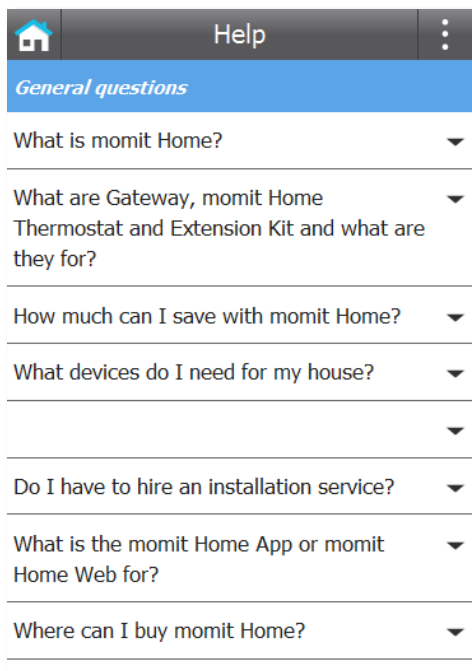 Help
General questions
What is momit Home?
What are Gateway, momit Home
Thermostat and Extension Kit and what are
they for?
How much can I save with momit Home?
What devices do I need for my house?
Do I have to hire an installation service?
What is the momit Home App or momit
Home Web for?
Where can I buy momit Home?